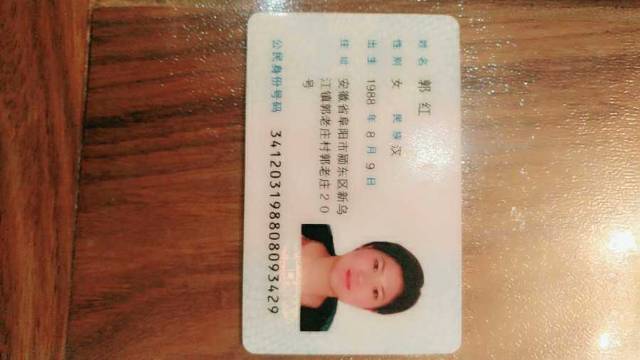 姓名 郭红
性别 女 民族 汉
出生 1988 年 8 月 9 日
住址 安徽省阜阳市颍东区新乌
江镇郭老庄村郭老庄20
号
公民身份号码 341203198808093429